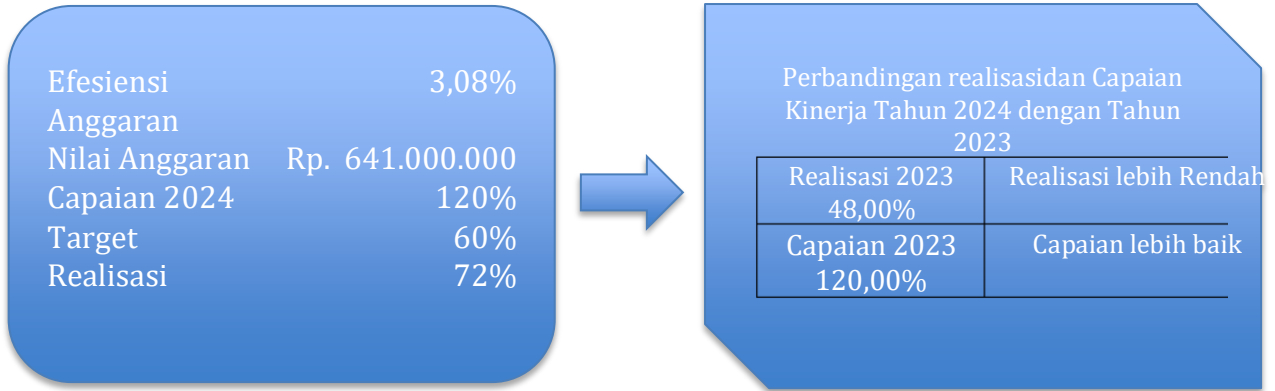 Efesiensi 3,08%
Anggaran
Nilai Anggaran Rp. 641.000.000
Capaian 2024 120%
Target 60%
Realisasi 72%
Perbandingan realisasidan Capaian
Kinerja Tahun 2024 dengan Tahun
2023
Realisasi 2023 Realisasi lebih Rendah
48,00%
Capaian 2023 Capaian lebih baik
120,00%